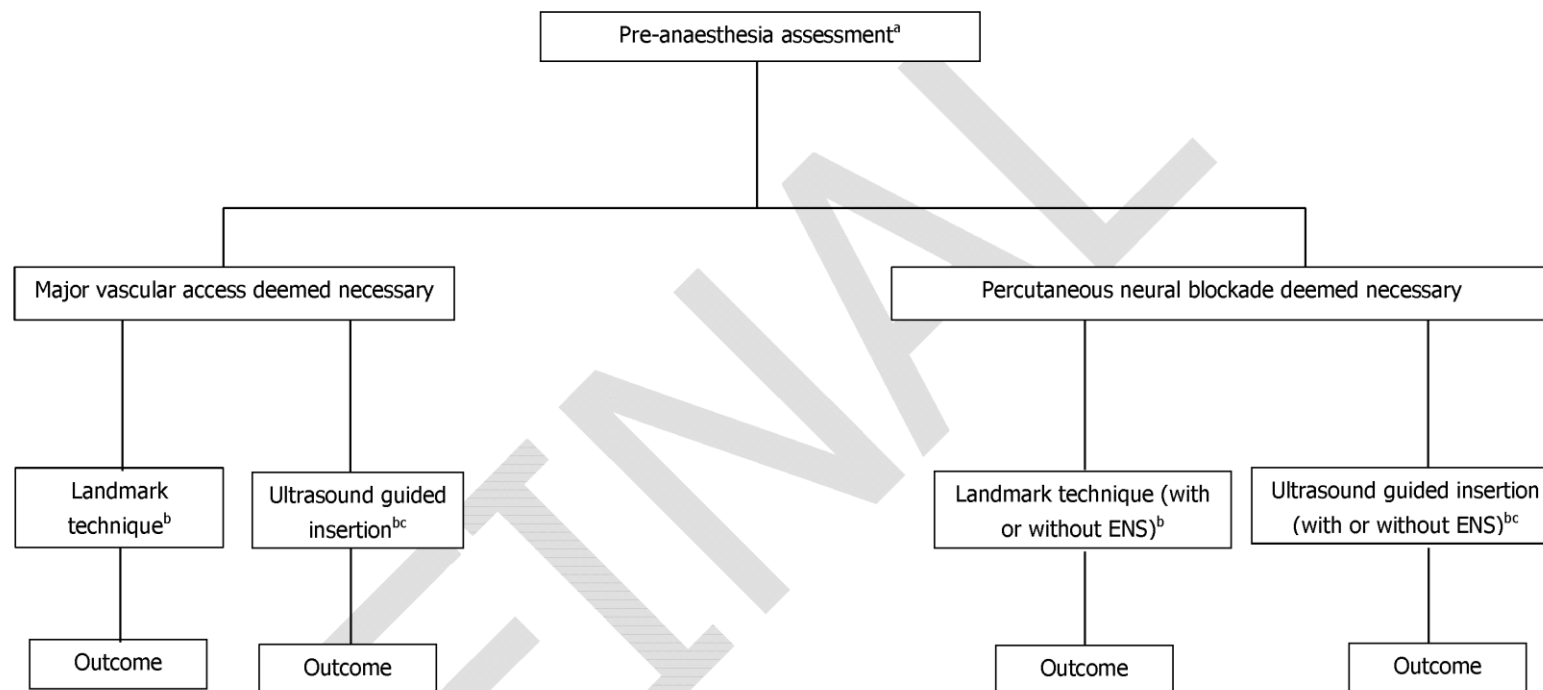 Pre-anaesthesia assessmentᵃ
Major vascular access deemed necessary
Percutaneous neural blockade deemed necessary
Landmark
techniqueᵇ
Ultrasound guided
insertionᵇᶜ
Landmark technique (with
or without ENS)ᵇ
Ultrasound guided insertion
(with or without ENS)ᵇᶜ
Outcome
Outcome
Outcome
Outcome
FINAL